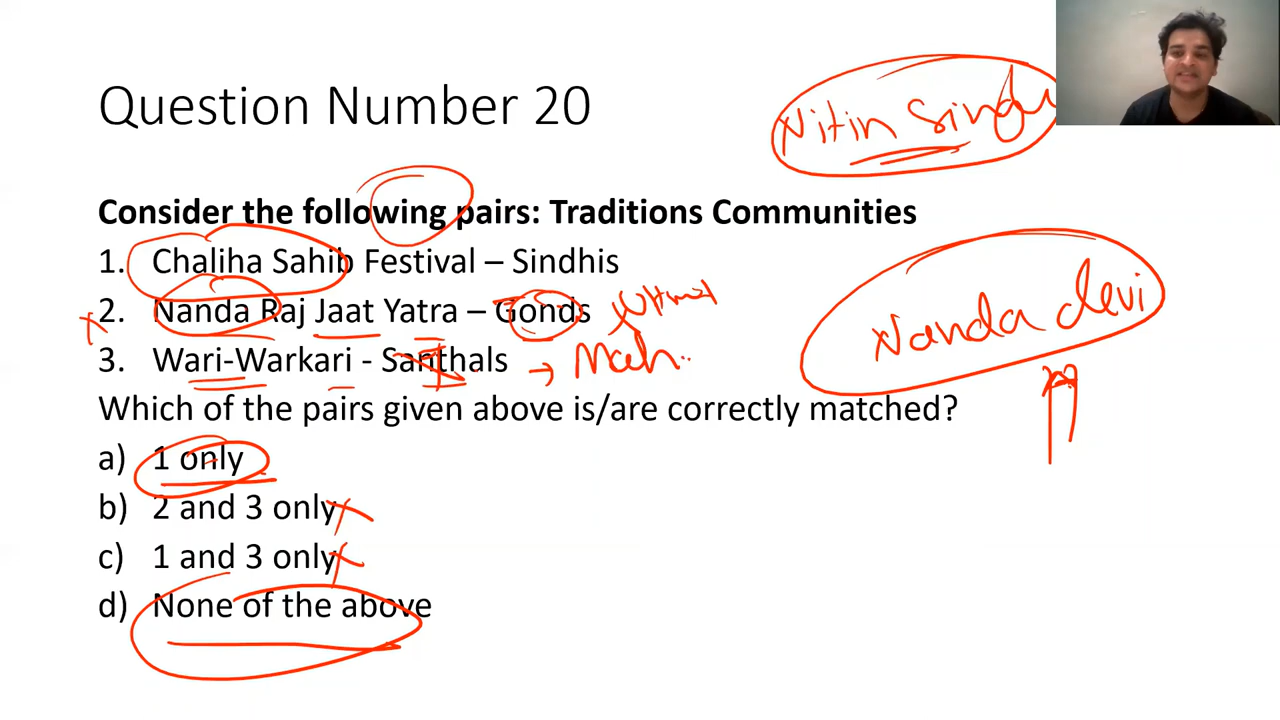 Question Number 20
Nitin Singh
Consider the following pairs: Traditions Communities
1. Chaliha Sahib Festival – Sindhis
2. Nanda Raj Jaat Yatra – Gonds
3. Wari-Warkari - Santhals → Mah..
Nanda devi
Which of the pairs given above is/are correctly matched?
a) 1 only
b) 2 and 3 only
c) 1 and 3 only
d) None of the above